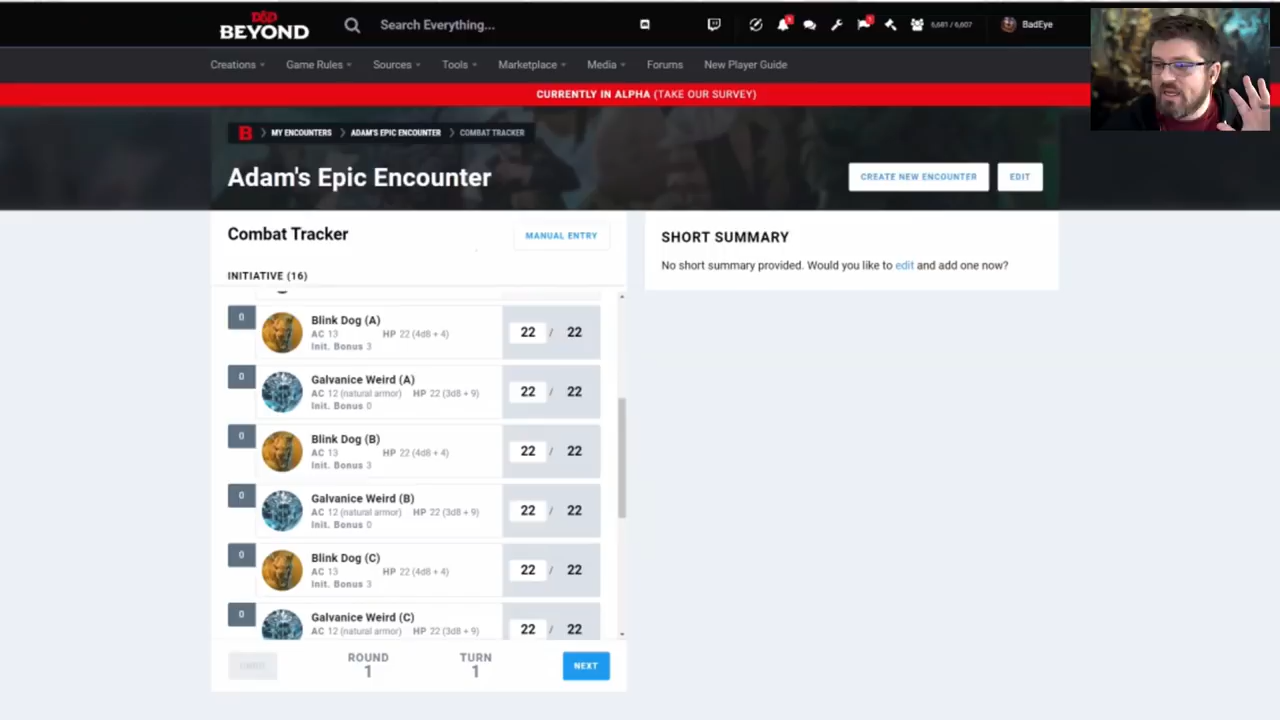 D&D
BEYOND
Search Everything...
6,681 / 6,607
BadEye
Creations
Game Rules
Sources
Tools
Marketplace
Media
Forums
New Player Guide
CURRENTLY IN ALPHA (TAKE OUR SURVEY)
B
MY ENCOUNTERS
ADAM'S EPIC ENCOUNTER
COMBAT TRACKER
Adam's Epic Encounter
CREATE NEW ENCOUNTER
EDIT
Combat Tracker
MANUAL ENTRY
INITIATIVE (16)
0
Blink Dog (A)
AC 13 HP 22 (4d8 + 4)
Init. Bonus 3
22 / 22
0
Galvanice Weird (A)
AC 12 (natural armor) HP 22 (3d8 + 9)
Init. Bonus 0
22 / 22
0
Blink Dog (B)
AC 13 HP 22 (4d8 + 4)
Init. Bonus 3
22 / 22
0
Galvanice Weird (B)
AC 12 (natural armor) HP 22 (3d8 + 9)
Init. Bonus 0
22 / 22
0
Blink Dog (C)
AC 13 HP 22 (4d8 + 4)
Init. Bonus 3
22 / 22
0
Galvanice Weird (C)
AC 12 (natural armor) HP 22 (3d8 + 9)
22 / 22
UNDO
ROUND
1
TURN
1
NEXT
SHORT SUMMARY
No short summary provided. Would you like to edit and add one now?